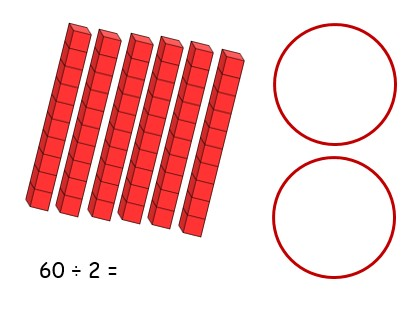 60 ÷ 2 =